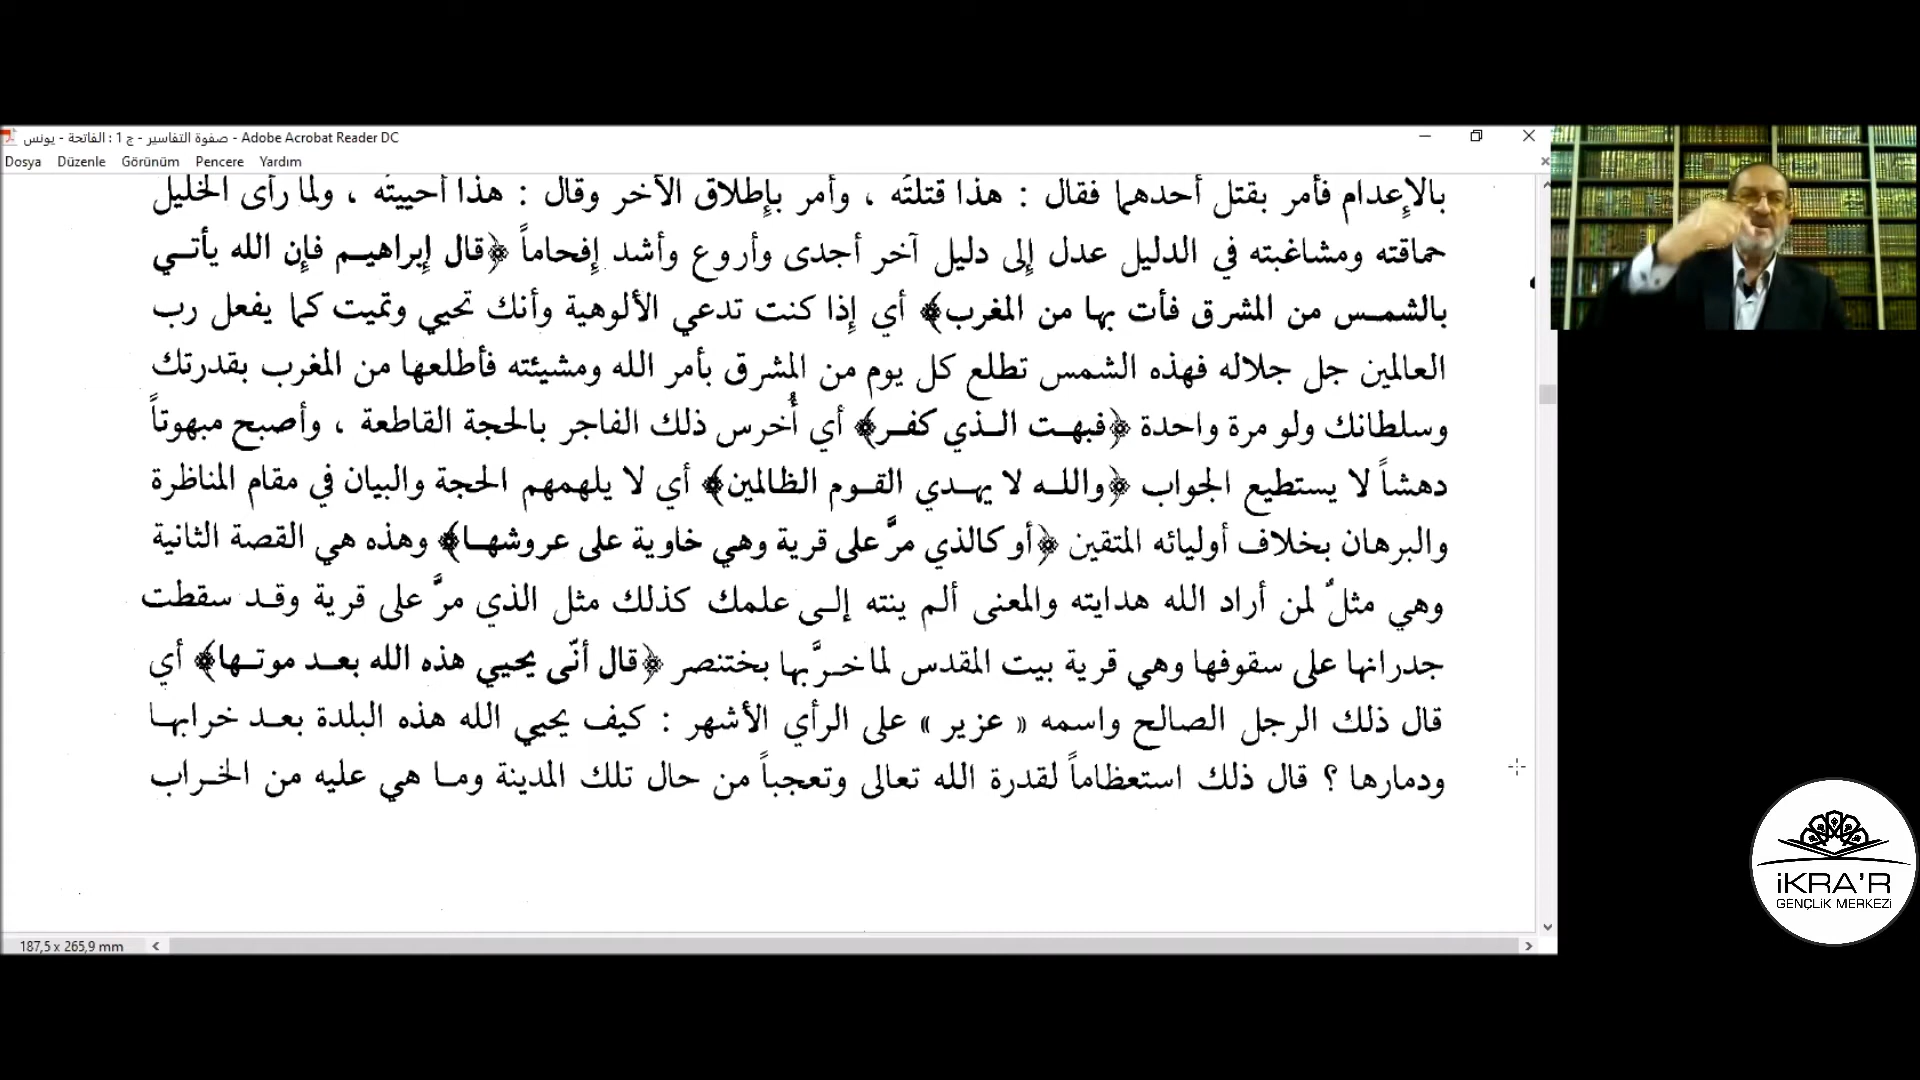 صفوة التفاسير - ج 1 : الفاتحة - يونس - Adobe Acrobat Reader DC
Dosya Düzenle Görünüm Pencere Yardım
بالإعدام فأمر بقتل أحدهما فقال : هذا قتلتُه ، وأمر بإطلاق الآخر وقال : هذا أحييتُه ، ولما رأى الخليل
حماقته ومشاغبته في الدليل عدل إلى دليل آخر أجدى وأروع وأشد إفحاماً ﴿قال إبراهيم فإن الله يأتي
بالشمس من المشرق فأت بها من المغرب﴾ أي إذا كنت تدعي الألوهية وأنك تحيي وتميت كما يفعل رب
العالمين جل جلاله فهذه الشمس تطلع كل يوم من المشرق بأمر الله ومشيئته فأطلعها من المغرب بقدرتك
وسلطانك ولو مرة واحدة ﴿فبهت الذي كفر﴾ أي أُخرس ذلك الفاجر بالحجة القاطعة ، وأصبح مبهوتاً
دهشاً لا يستطيع الجواب ﴿والله لا يهدي القوم الظالمين﴾ أي لا يلهمهم الحجة والبيان في مقام المناظرة
والبرهان بخلاف أوليائه المتقين ﴿أو كالذي مرَّ على قرية وهي خاوية على عروشها﴾ وهذه هي القصة الثانية
وهي مثلٌ لمن أراد الله هدايته والمعنى ألم ينته إلى علمك كذلك مثل الذي مرَّ على قرية وقد سقطت
جدرانها على سقوفها وهي قرية بيت المقدس لما خرَّبها بختنصر ﴿قال أنّى يحيي هذه الله بعد موتها﴾ أي
قال ذلك الرجل الصالح واسمه « عزير » على الرأي الأشهر : كيف يحيي الله هذه البلدة بعد خرابها
ودمارها ؟ قال ذلك استعظاماً لقدرة الله تعالى وتعجباً من حال تلك المدينة وما هي عليه من الخراب
187,5 x 265,9 mm
iKRA'R
GENÇLiK MERKEZi